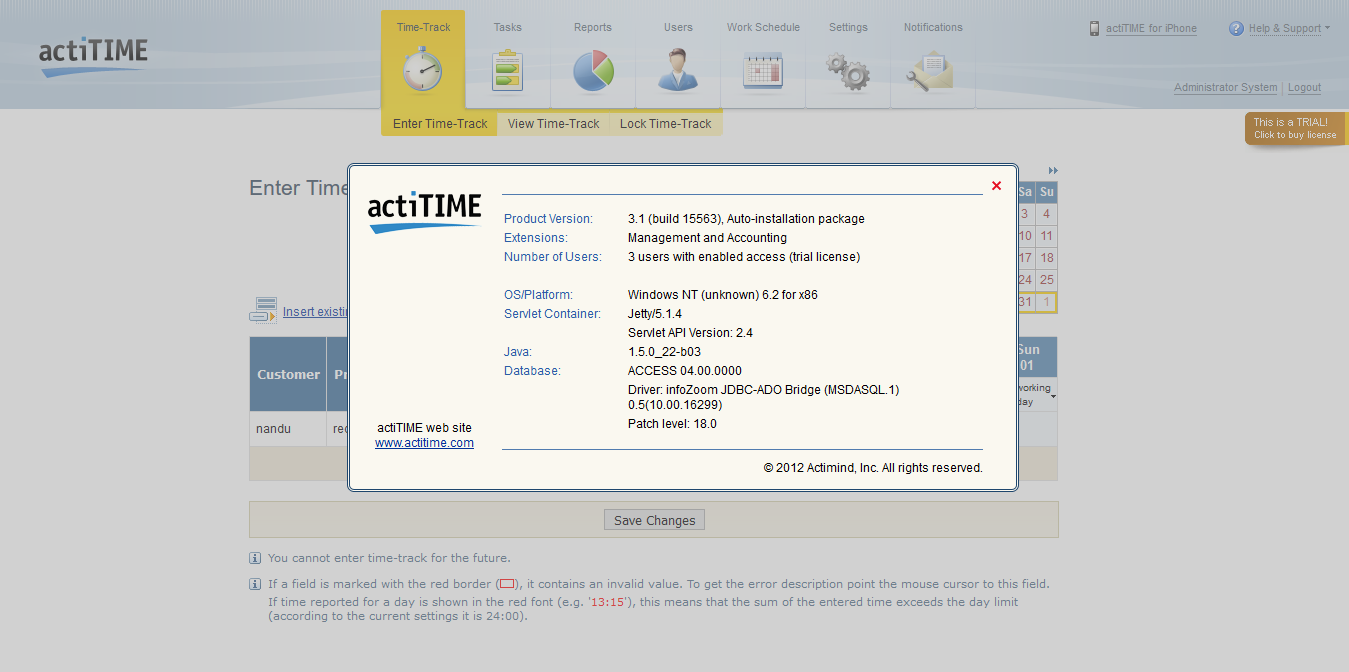 Time-Track
Tasks
Reports
Users
Work Schedule
Settings
Notifications
actiTIME for iPhone
Help & Support
actiTIME
Administrator System
Logout
Enter Time-Track
View Time-Track
Lock Time-Track
This is a TRIAL!
Click to buy license
Enter Time
Sa Su
3 4
10 11
17 18
24 25
31 1
actiTIME
Product Version: 3.1 (build 15563), Auto-installation package
Extensions: Management and Accounting
Number of Users: 3 users with enabled access (trial license)
OS/Platform: Windows NT (unknown) 6.2 for x86
Servlet Container: Jetty/5.1.4
Servlet API Version: 2.4
Java: 1.5.0_22-b03
Database: ACCESS 04.00.0000
Driver: infoZoom JDBC-ADO Bridge (MSDASQL.1)
0.5(10.00.16299)
Patch level: 18.0
actiTIME web site
www.actitime.com
© 2012 Actimind, Inc. All rights reserved.
Insert existi
Customer
Pr
Sun
01
working
day
nandu
rec
Save Changes
You cannot enter time-track for the future.
If a field is marked with the red border ( ), it contains an invalid value. To get the error description point the mouse cursor to this field.
If time reported for a day is shown in the red font (e.g. '13:15'), this means that the sum of the entered time exceeds the day limit
(according to the current settings it is 24:00).